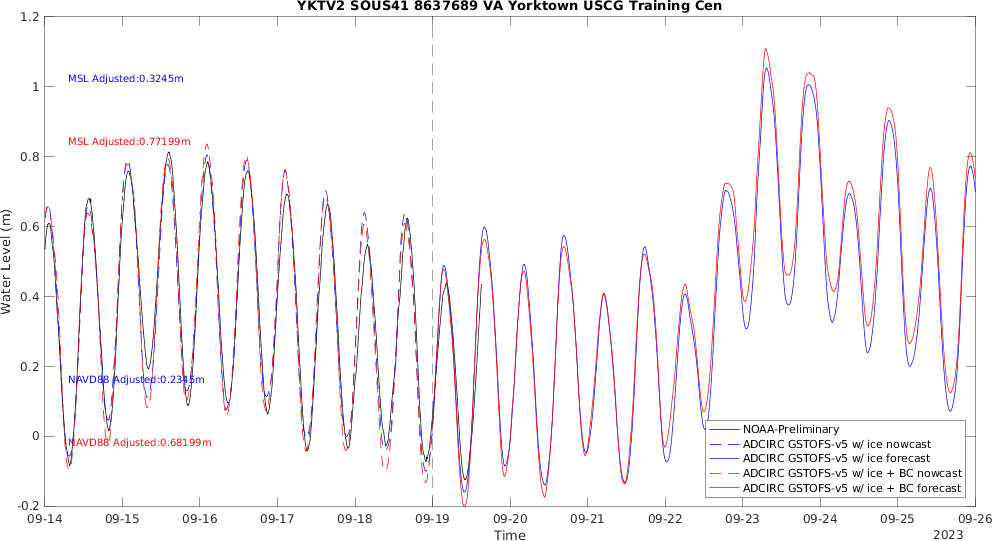 YKTV2 SOUS41 8637689 VA Yorktown USCG Training Cen
1.2
1
0.8
0.6
0.4
0.2
0
-0.2
Water Level (m)
MSL Adjusted:0.3245m
MSL Adjusted:0.77199m
NAVD88 Adjusted:0.2345m
NAVD88 Adjusted:0.68199m
NOAA-Preliminary
ADCIRC GSTOFS-v5 w/ ice nowcast
ADCIRC GSTOFS-v5 w/ ice forecast
ADCIRC GSTOFS-v5 w/ ice + BC nowcast
ADCIRC GSTOFS-v5 w/ ice + BC forecast
09-14 09-15 09-16 09-17 09-18 09-19 09-20 09-21 09-22 09-23 09-24 09-25 09-26
Time
2023